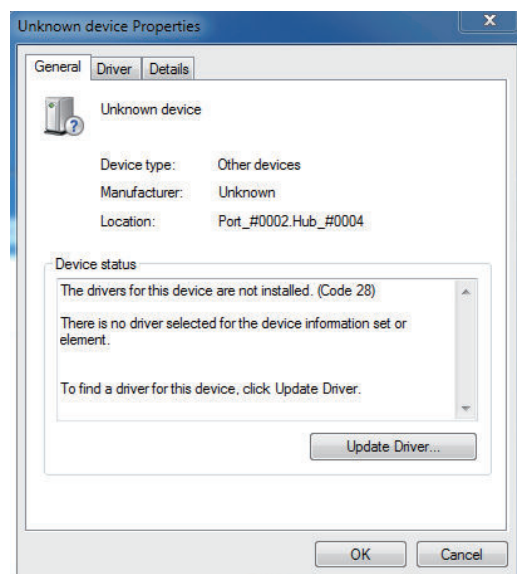 Unknown device Properties
X
General Driver Details
?
Unknown device
Device type: Other devices
Manufacturer: Unknown
Location: Port_#0002.Hub_#0004
Device status
The drivers for this device are not installed. (Code 28)
There is no driver selected for the device information set or
element.
To find a driver for this device, click Update Driver.
Update Driver...
OK Cancel